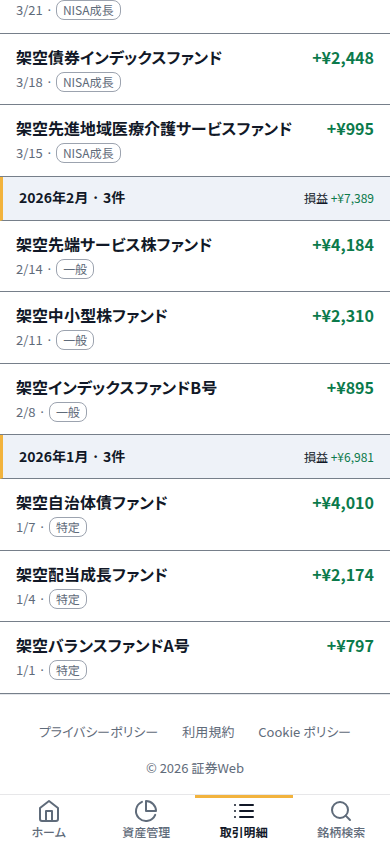 3/21 · NISA成長
架空債券インデックスファンド +¥2,448
3/18 · NISA成長
架空先進地域医療介護サービスファンド +¥995
3/15 · NISA成長
2026年2月・3件 損益 +¥7,389
架空先端サービス株ファンド +¥4,184
2/14 · 一般
架空中小型株ファンド +¥2,310
2/11 · 一般
架空インデックスファンドB号 +¥895
2/8 · 一般
2026年1月・3件 損益 +¥6,981
架空自治体債ファンド +¥4,010
1/7 · 特定
架空配当成長ファンド +¥2,174
1/4 · 特定
架空バランスファンドA号 +¥797
1/1 · 特定
プライバシーポリシー 利用規約 Cookie ポリシー
© 2026 証券Web
ホーム 資産管理 取引明細 銘柄検索